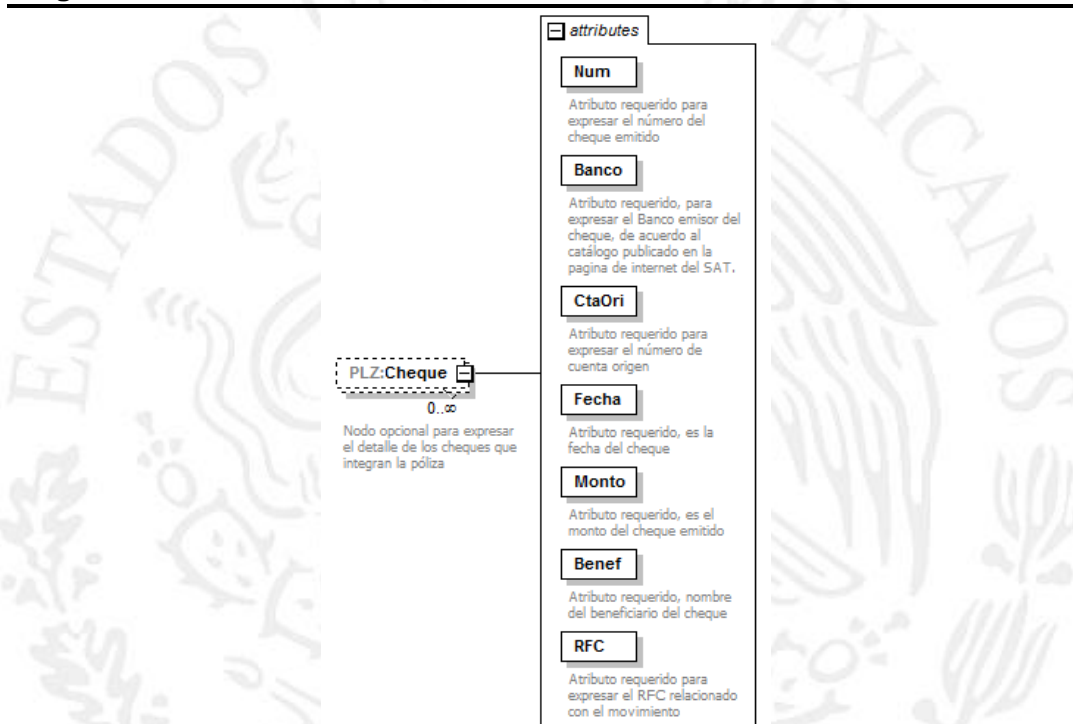 attributes
Num
Atributo requerido para
expresar el número del
cheque emitido
Banco
Atributo requerido, para
expresar el Banco emisor del
cheque, de acuerdo al
catálogo publicado en la
pagina de internet del SAT.
CtaOri
Atributo requerido para
expresar el número de
cuenta origen
PLZ:Cheque
0..∞
Nodo opcional para expresar
el detalle de los cheques que
integran la póliza
Fecha
Atributo requerido, es la
fecha del cheque
Monto
Atributo requerido, es el
monto del cheque emitido
Benef
Atributo requerido, nombre
del beneficiario del cheque
RFC
Atributo requerido para
expresar el RFC relacionado
con el movimiento
ESTADOS
MEXICANOS